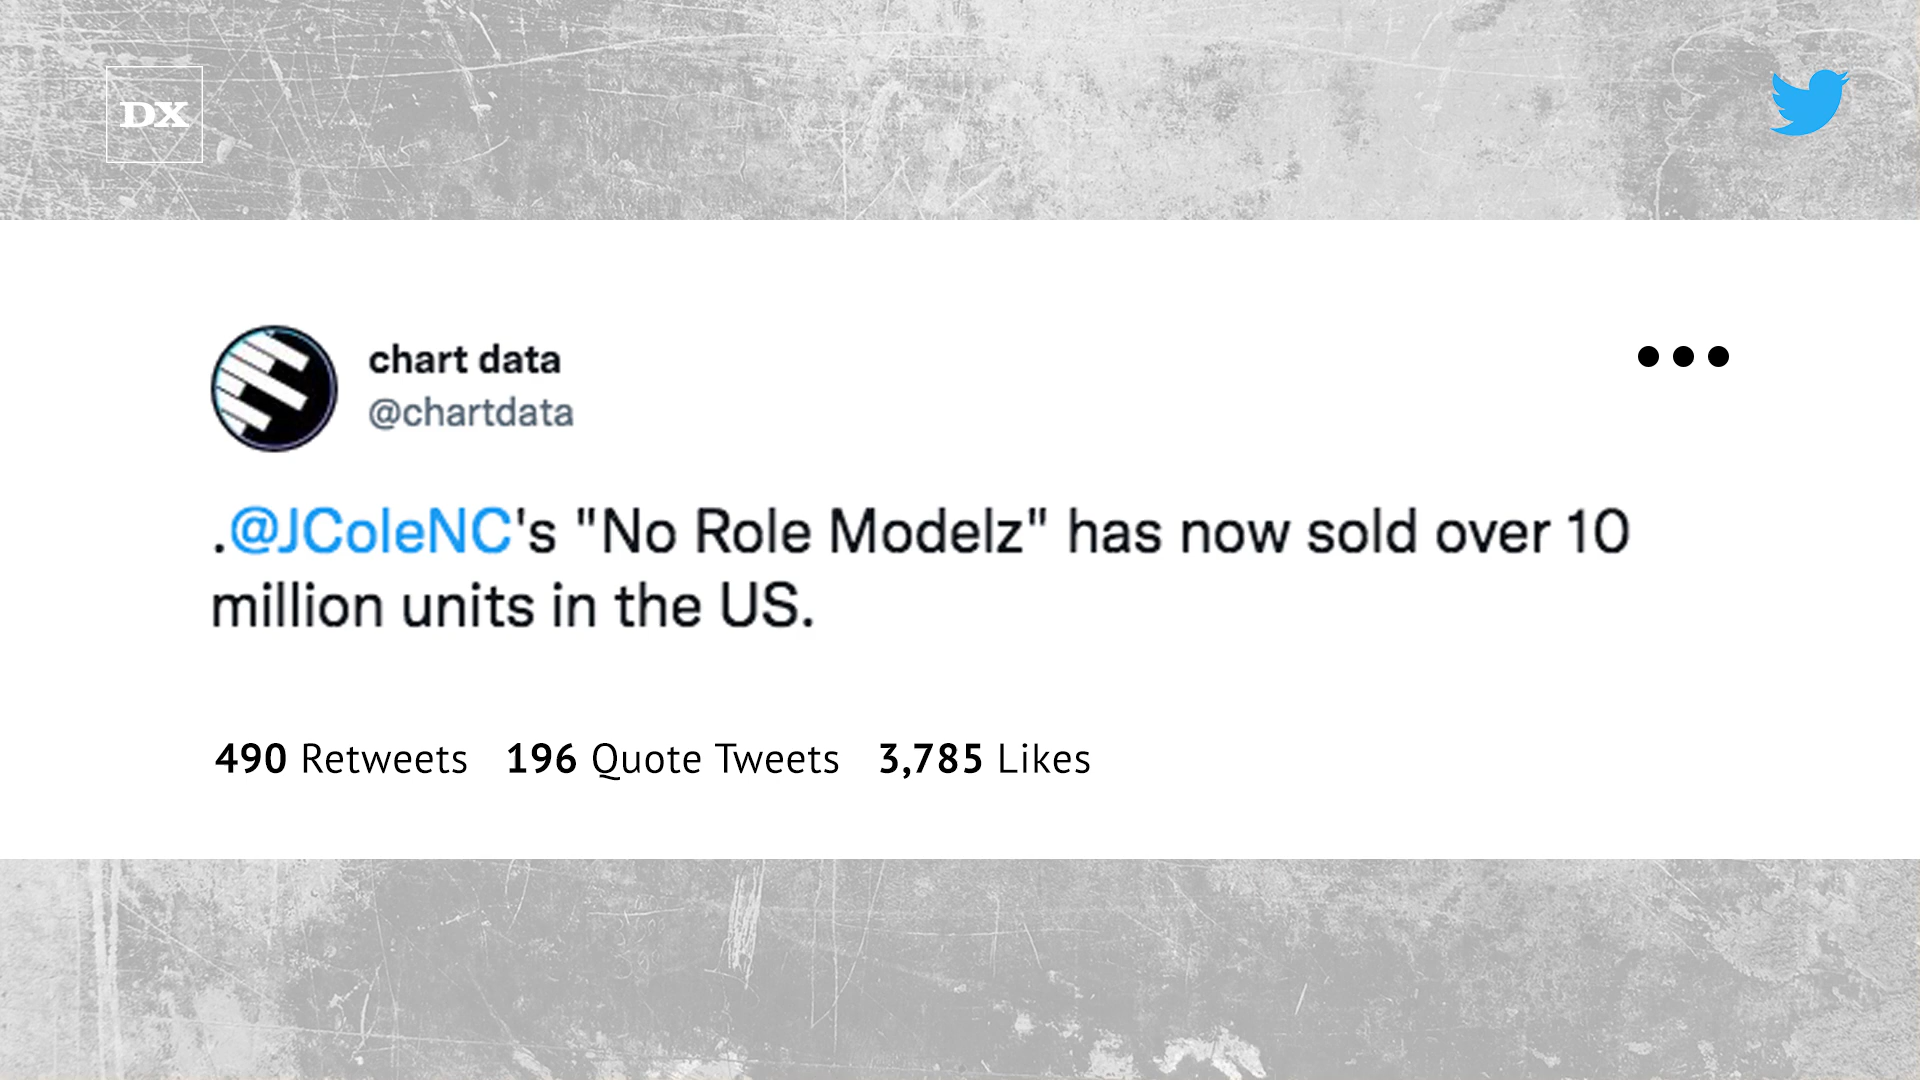 DX
chart data
@chartdata
.@JColeNC's "No Role Modelz" has now sold over 10
million units in the US.
490 Retweets 196 Quote Tweets 3,785 Likes